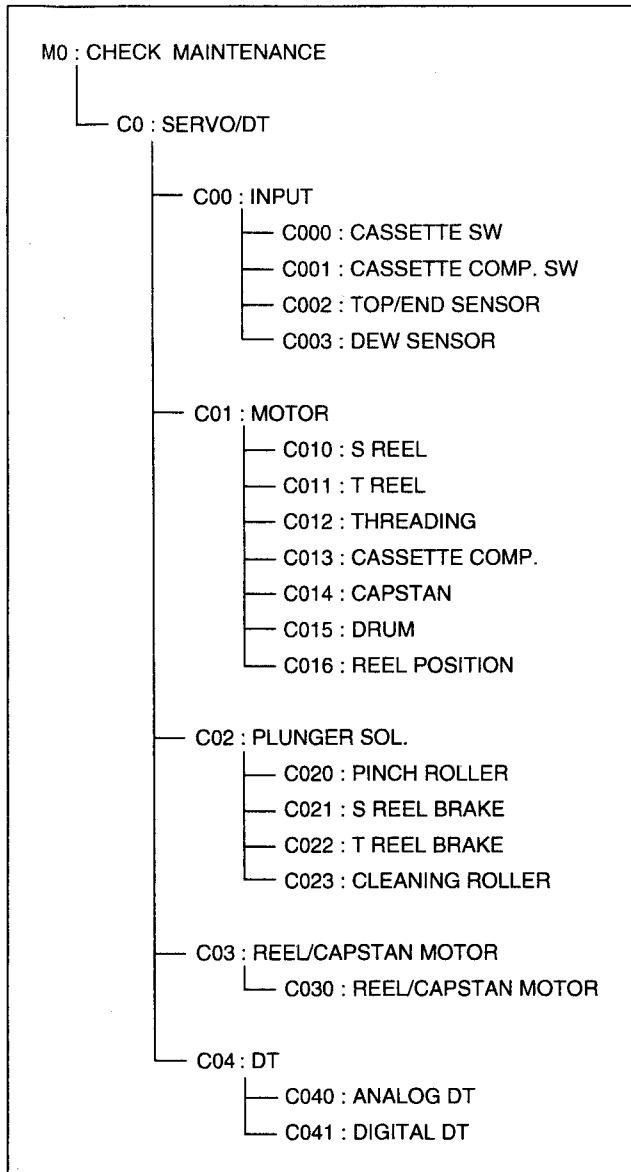 M0 : CHECK MAINTENANCE
C0 : SERVO/DT
C00 : INPUT
C000 : CASSETTE SW
C001 : CASSETTE COMP. SW
C002 : TOP/END SENSOR
C003 : DEW SENSOR
C01 : MOTOR
C010 : S REEL
C011 : T REEL
C012 : THREADING
C013 : CASSETTE COMP.
C014 : CAPSTAN
C015 : DRUM
C016 : REEL POSITION
C02 : PLUNGER SOL.
C020 : PINCH ROLLER
C021 : S REEL BRAKE
C022 : T REEL BRAKE
C023 : CLEANING ROLLER
C03 : REEL/CAPSTAN MOTOR
C030 : REEL/CAPSTAN MOTOR
C04 : DT
C040 : ANALOG DT
C041 : DIGITAL DT